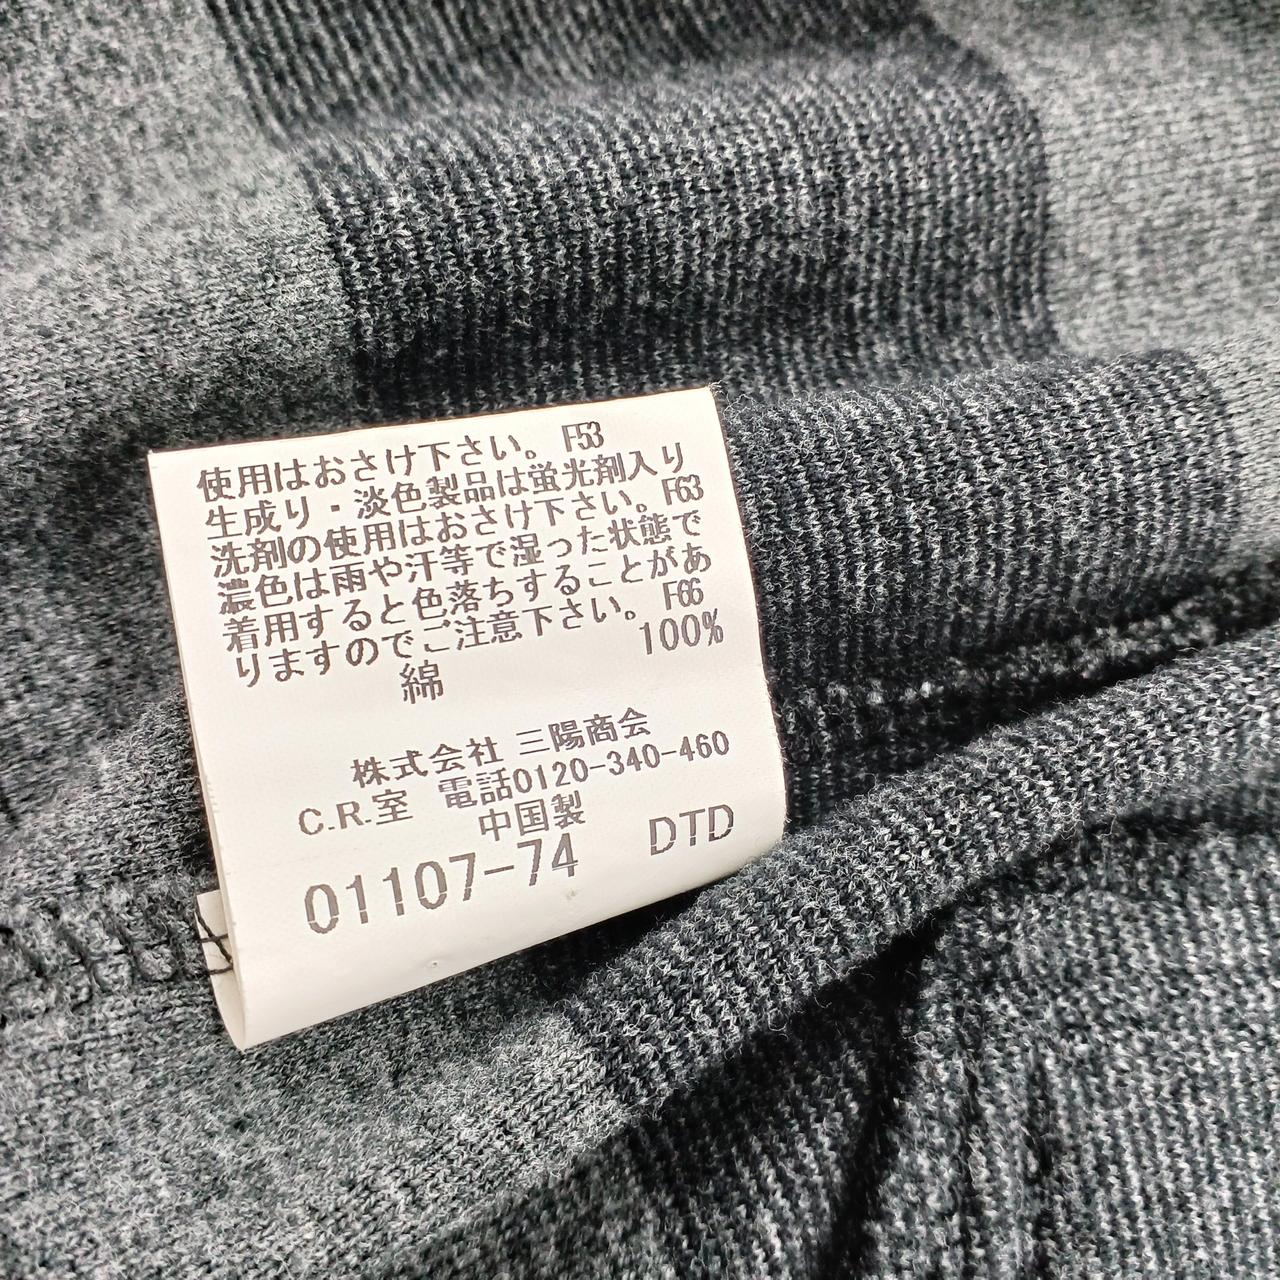 使用はおさけ下さい。 F53
生成り・淡色製品は蛍光剤入り
洗剤の使用はおさけ下さい。F63
濃色は雨や汗等で湿った状態で
着用すると色落ちすることがあ
りますのでご注意下さい。 F66
綿 100%
株式会社 三陽商会
C.R.室 電話0120-340-460
中国製
01107-74 DTD